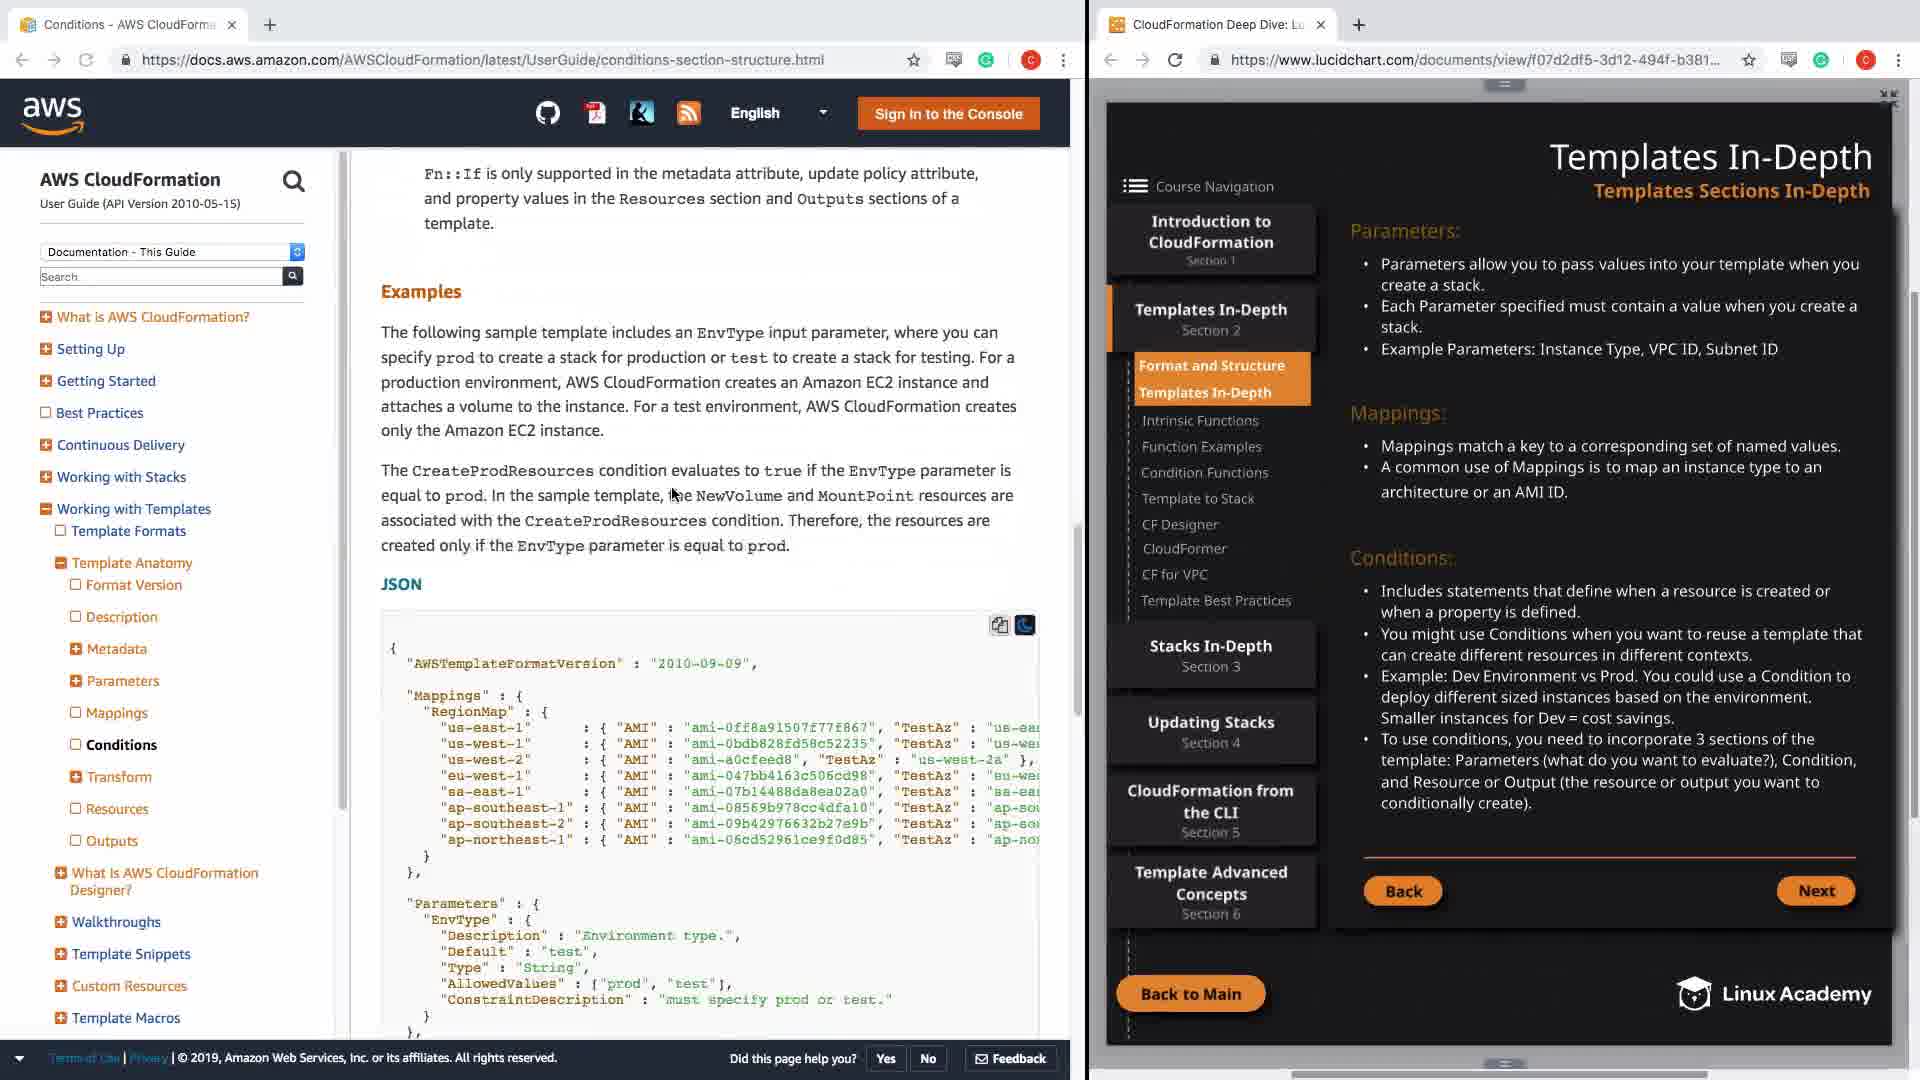 Conditions - AWS CloudForma
https://docs.aws.amazon.com/AWSCloudFormation/latest/UserGuide/conditions-section-structure.html
C
aws
English
Sign In to the Console
AWS CloudFormation
User Guide (API Version 2010-05-15)
Documentation - This Guide
Search
What is AWS CloudFormation?
Setting Up
Getting Started
Best Practices
Continuous Delivery
Working with Stacks
Working with Templates
Template Formats
Template Anatomy
Format Version
Description
Metadata
Parameters
Mappings
Conditions
Transform
Resources
Outputs
What Is AWS CloudFormation
Designer?
Walkthroughs
Template Snippets
Custom Resources
Template Macros
Fn::If is only supported in the metadata attribute, update policy attribute,
and property values in the Resources section and Outputs sections of a
template.
Examples
The following sample template includes an EnvType input parameter, where you can
specify prod to create a stack for production or test to create a stack for testing. For a
production environment, AWS CloudFormation creates an Amazon EC2 instance and
attaches a volume to the instance. For a test environment, AWS CloudFormation creates
only the Amazon EC2 instance.
The CreateProdResources condition evaluates to true if the EnvType parameter is
equal to prod. In the sample template, the NewVolume and MountPoint resources are
associated with the CreateProdResources condition. Therefore, the resources are
created only if the EnvType parameter is equal to prod.
JSON
{
"AWSTemplateFormatVersion" : "2010-09-09",
"Mappings" : {
"RegionMap" : {
"us-east-1" : { "AMI" : "ami-0ff8a91507f77f867", "TestAz" : "us-eas
"us-west-1" : { "AMI" : "ami-0bdb828fd58c52235", "TestAz" : "us-wes
"us-west-2" : { "AMI" : "ami-a0cfeed8", "TestAz" : "us-west-2a" },
"eu-west-1" : { "AMI" : "ami-047bb4163c506cd98", "TestAz" : "eu-wes
"sa-east-1" : { "AMI" : "ami-07b14488da8ea02a0", "TestAz" : "sa-eas
"ap-southeast-1" : { "AMI" : "ami-08569b978cc4dfa10", "TestAz" : "ap-sou
"ap-southeast-2" : { "AMI" : "ami-09b42976632b27e9b", "TestAz" : "ap-sou
"ap-northeast-1" : { "AMI" : "ami-06cd52961ce9f0d85", "TestAz" : "ap-nor
}
},
"Parameters" : {
"EnvType" : {
"Description" : "Environment type.",
"Default" : "test",
"Type" : "String",
"AllowedValues" : ["prod", "test"],
"ConstraintDescription" : "must specify prod or test."
}
},
Terms of Use | Privacy | © 2019, Amazon Web Services, Inc. or its affiliates. All rights reserved.
Did this page help you? Yes No Feedback
CloudFormation Deep Dive: Lu
https://www.lucidchart.com/documents/view/f07d2df5-3d12-494f-b381...
C
Templates In-Depth
Templates Sections In-Depth
Course Navigation
Introduction to
CloudFormation
Section 1
Templates In-Depth
Section 2
Format and Structure
Templates In-Depth
Intrinsic Functions
Function Examples
Condition Functions
Template to Stack
CF Designer
CloudFormer
CF for VPC
Template Best Practices
Stacks In-Depth
Section 3
Updating Stacks
Section 4
CloudFormation from
the CLI
Section 5
Template Advanced
Concepts
Section 6
Back to Main
Parameters:
• Parameters allow you to pass values into your template when you
create a stack.
• Each Parameter specified must contain a value when you create a
stack.
• Example Parameters: Instance Type, VPC ID, Subnet ID
Mappings:
• Mappings match a key to a corresponding set of named values.
• A common use of Mappings is to map an instance type to an
architecture or an AMI ID.
Conditions:
• Includes statements that define when a resource is created or
when a property is defined.
• You might use Conditions when you want to reuse a template that
can create different resources in different contexts.
• Example: Dev Environment vs Prod. You could use a Condition to
deploy different sized instances based on the environment.
Smaller instances for Dev = cost savings.
• To use conditions, you need to incorporate 3 sections of the
template: Parameters (what do you want to evaluate?), Condition,
and Resource or Output (the resource or output you want to
conditionally create).
Back
Next
Linux Academy